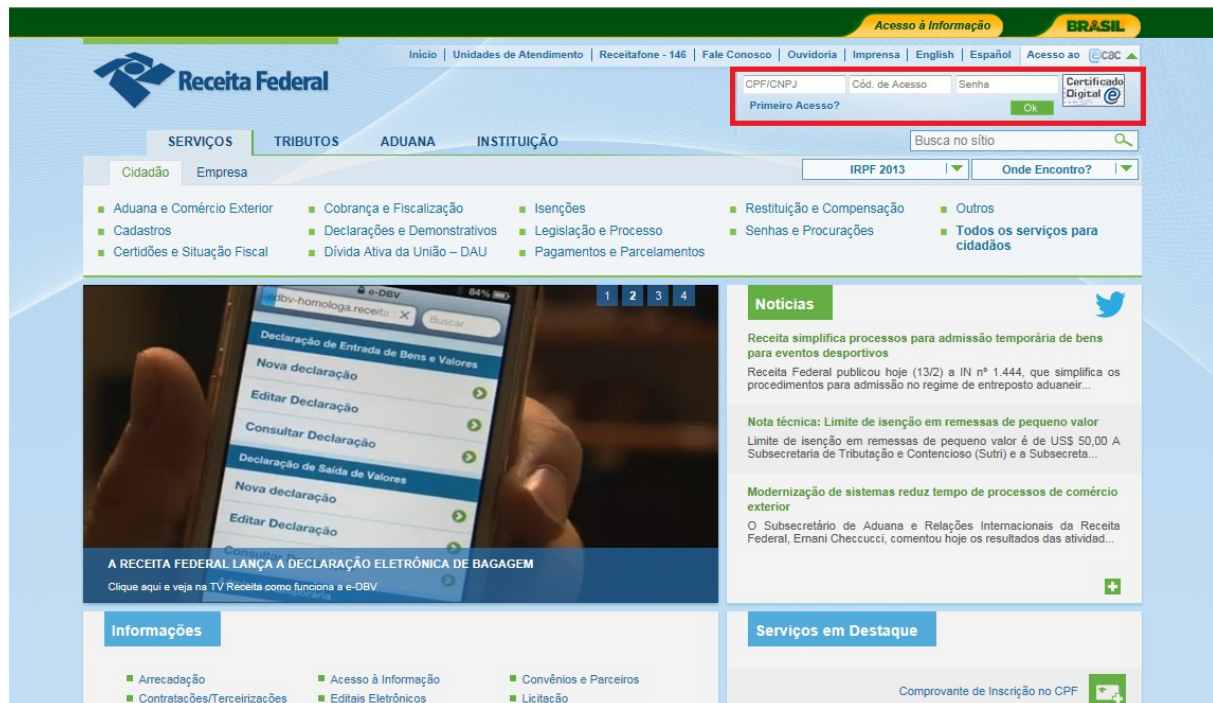 Acesso à Informação BRASIL
Início | Unidades de Atendimento | Receitafone - 146 | Fale Conosco | Ouvidoria | Imprensa | English | Español Acesso ao ecac
Receita Federal
CPF/CNPJ Cód. de Acesso Senha
Certificado
Digital
Primeiro Acesso? Ok
SERVIÇOS TRIBUTOS ADUANA INSTITUIÇÃO
Busca no sítio
Cidadão Empresa
IRPF 2013 Onde Encontro?
Aduana e Comércio Exterior
Cadastros
Certidões e Situação Fiscal
Cobrança e Fiscalização
Declarações e Demonstrativos
Dívida Ativa da União – DAU
Isenções
Legislação e Processo
Pagamentos e Parcelamentos
Restituição e Compensação
Senhas e Procurações
Outros
Todos os serviços para
cidadãos
1 2 3 4
e-DBV 84%
edbv-homologa.receita Buscar
Declaração de Entrada de Bens e Valores
Nova declaração
Editar Declaração
Consultar Declaração
Declaração de Saída de Valores
Nova declaração
Editar Declaração
A RECEITA FEDERAL LANÇA A DECLARAÇÃO ELETRÔNICA DE BAGAGEM
Clique aqui e veja na TV Receita como funciona a e-DBV
Notícias
Receita simplifica processos para admissão temporária de bens
para eventos desportivos
Receita Federal publicou hoje (13/2) a IN nº 1.444, que simplifica os
procedimentos para admissão no regime de entreposto aduaneir...
Nota técnica: Limite de isenção em remessas de pequeno valor
Limite de isenção em remessas de pequeno valor é de US$ 50,00 A
Subsecretaria de Tributação e Contencioso (Sutri) e a Subsecreta...
Modernização de sistemas reduz tempo de processos de comércio
exterior
O Subsecretário de Aduana e Relações Internacionais da Receita
Federal, Ernani Checcucci, comentou hoje os resultados das atividad...
Informações
Arrecadação
Contratações/Terceirizações
Acesso à Informação
Editais Eletrônicos
Convênios e Parceiros
Licitação
Serviços em Destaque
Comprovante de Inscrição no CPF